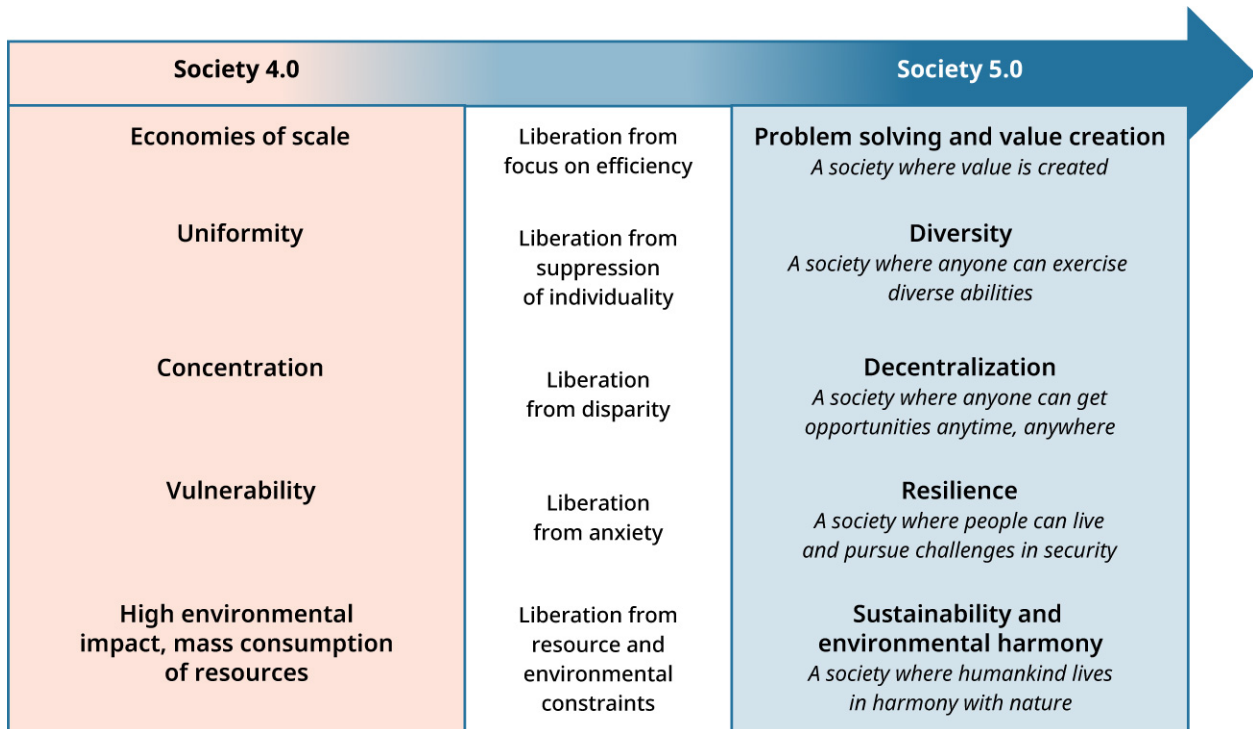 Society 4.0
Society 5.0
Economies of scale
Liberation from
focus on efficiency
Problem solving and value creation
A society where value is created
Uniformity
Liberation from
suppression
of individuality
Diversity
A society where anyone can exercise
diverse abilities
Concentration
Liberation
from disparity
Decentralization
A society where anyone can get
opportunities anytime, anywhere
Vulnerability
Liberation
from anxiety
Resilience
A society where people can live
and pursue challenges in security
High environmental
impact, mass consumption
of resources
Liberation from
resource and
environmental
constraints
Sustainability and
environmental harmony
A society where humankind lives
in harmony with nature